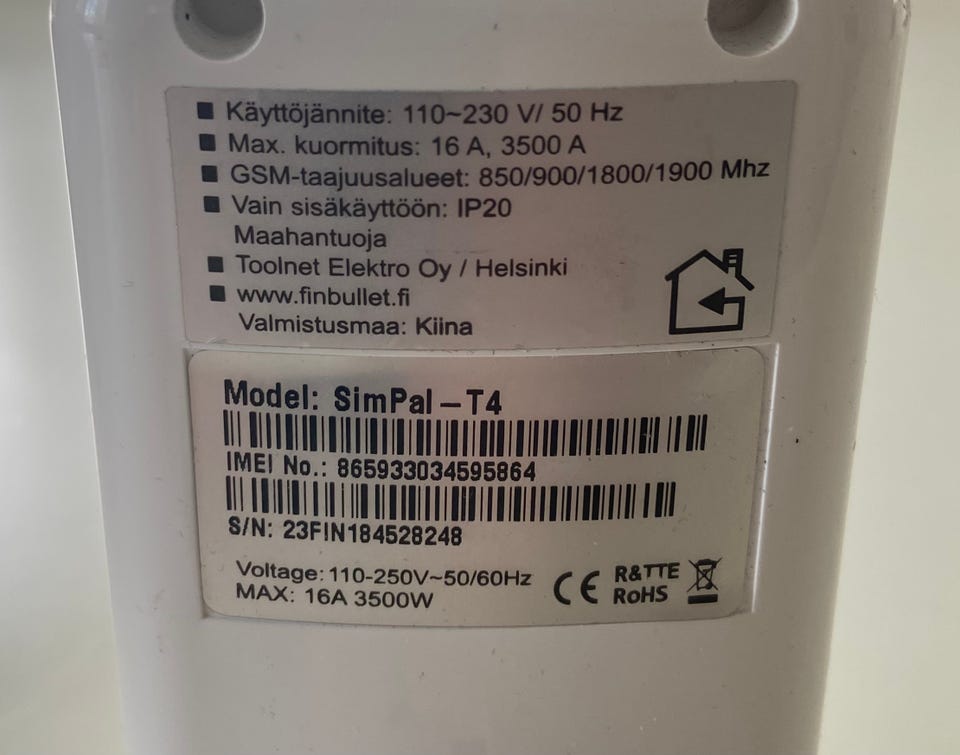 ■ Käyttöjännite: 110~230 V/ 50 Hz
■ Max. kuormitus: 16 A, 3500 A
■ GSM-taajuusalueet: 850/900/1800/1900 Mhz
■ Vain sisäkäyttöön: IP20
Maahantuoja
■ Toolnet Elektro Oy / Helsinki
■ www.finbullet.fi
Valmistusmaa: Kiina
Model: SimPal-T4
IMEI No.: 865933034595864
S/N: 23FIN184528248
Voltage: 110-250V~50/60Hz
MAX: 16A 3500W
CE R&TTE
RoHS